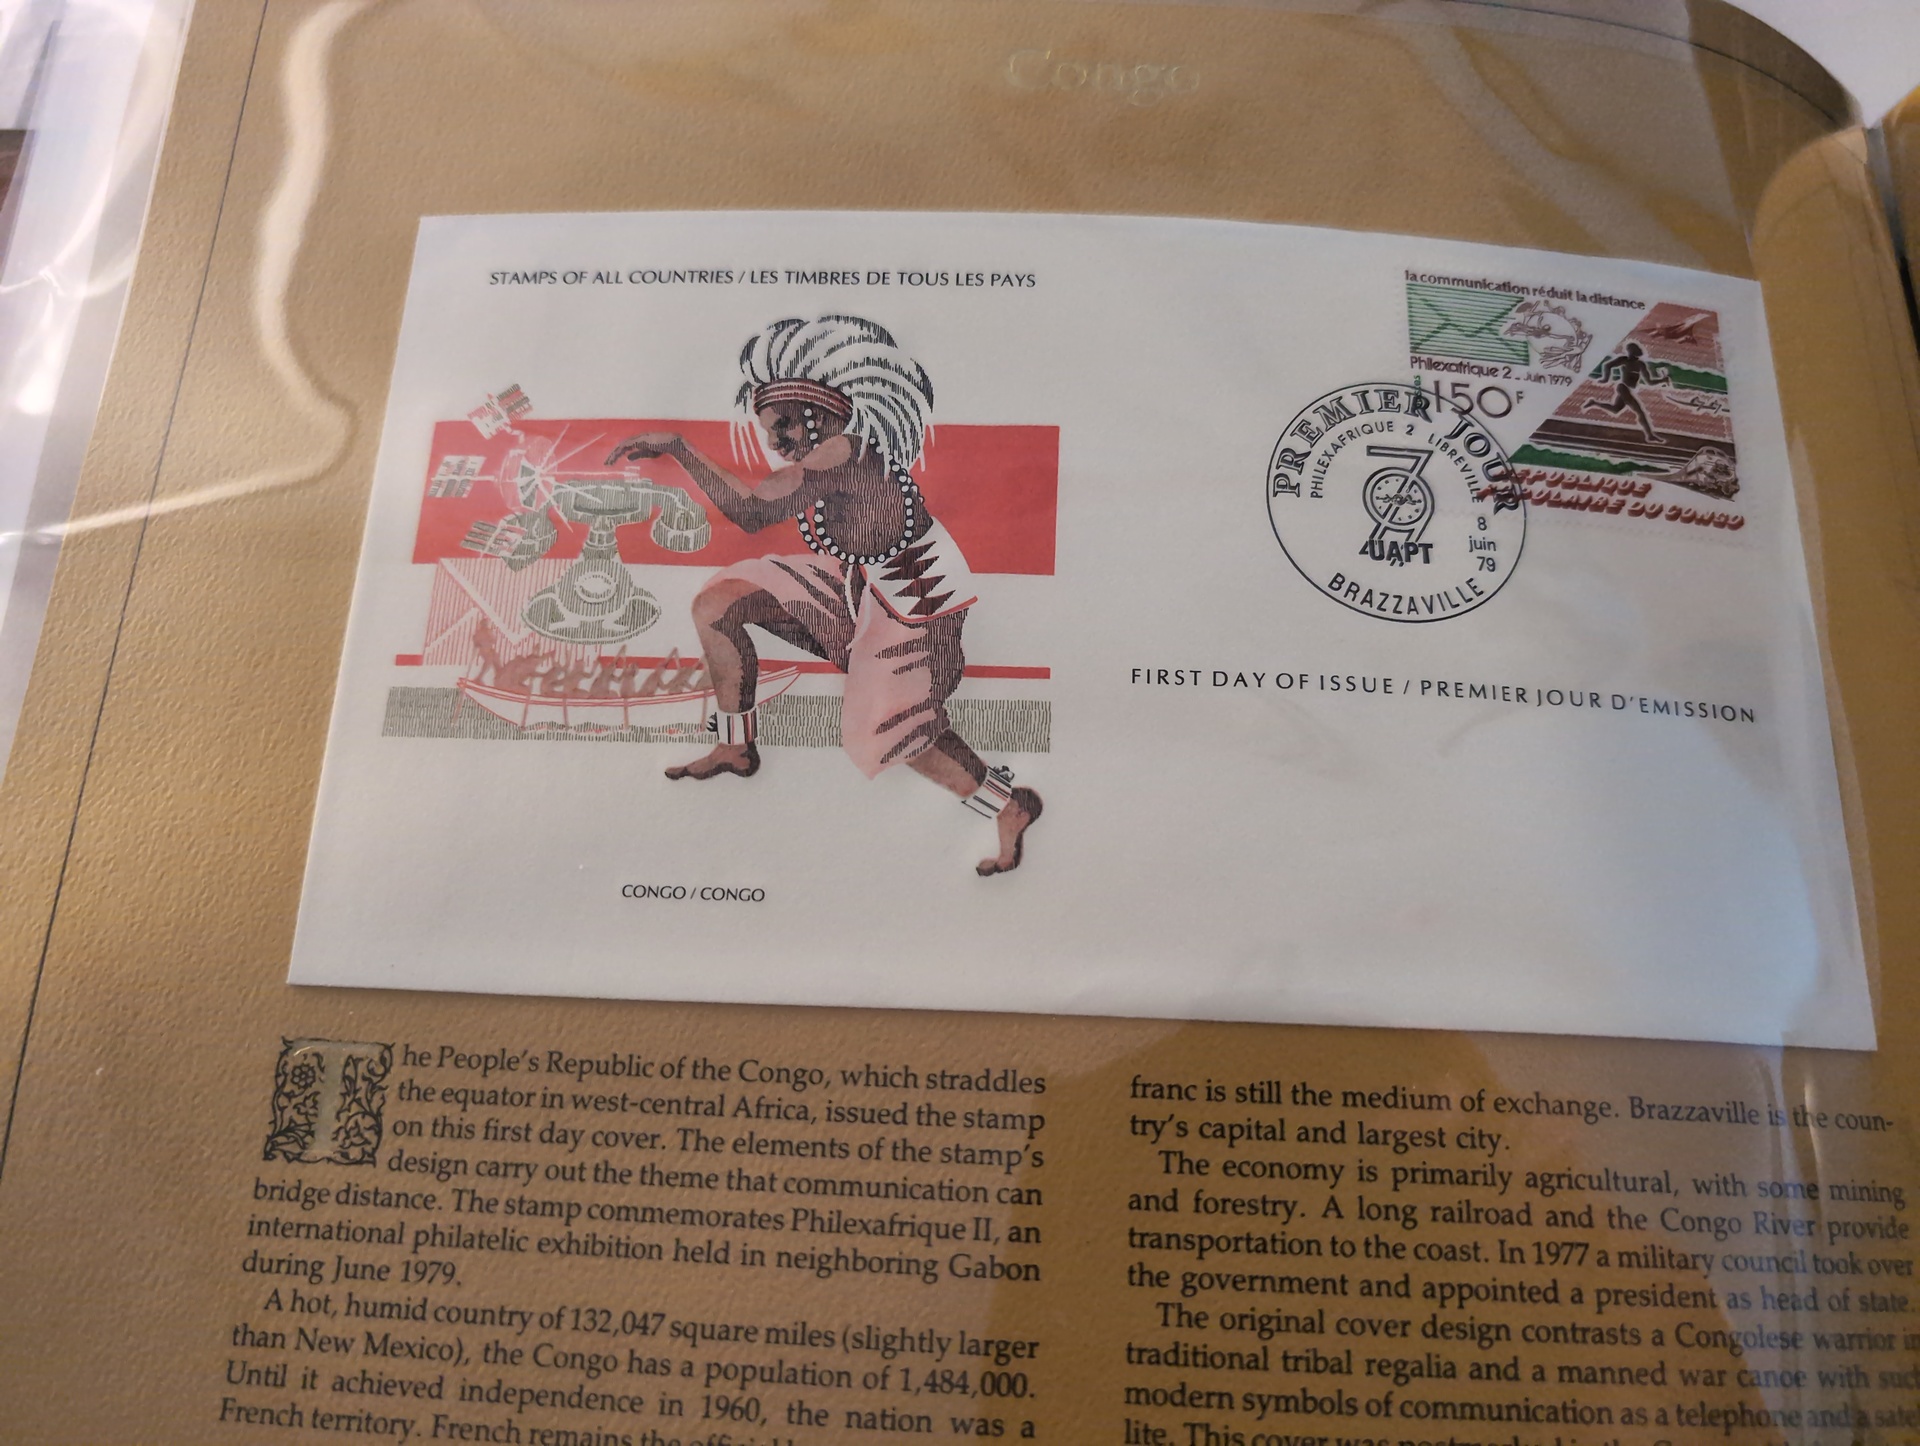 Congo
STAMPS OF ALL COUNTRIES / LES TIMBRES DE TOUS LES PAYS
la communication réduit la distance
Philexafrique 2 _ Juin 1979
150F
RÉPUBLIQUE
POPULAIRE DU CONGO
PREMIER JOUR
PHILEXAFRIQUE 2 LIBREVILLE
79
UAPT
8
juin
79
BRAZZAVILLE
FIRST DAY OF ISSUE / PREMIER JOUR D'EMISSION
CONGO / CONGO
The People's Republic of the Congo, which straddles
the equator in west-central Africa, issued the stamp
on this first day cover. The elements of the stamp's
design carry out the theme that communication can
bridge distance. The stamp commemorates Philexafrique II, an
international philatelic exhibition held in neighboring Gabon
during June 1979.
A hot, humid country of 132,047 square miles (slightly larger
than New Mexico), the Congo has a population of 1,484,000.
Until it achieved independence in 1960, the nation was a
French territory. French remains the
franc is still the medium of exchange. Brazzaville is the coun-
try's capital and largest city.
The economy is primarily agricultural, with some mining
and forestry. A long railroad and the Congo River provide
transportation to the coast. In 1977 a military council took over
the government and appointed a president as head of state.
The original cover design contrasts a Congolese warrior in
traditional tribal regalia and a manned war canoe with such
modern symbols of communication as a telephone and a satel
lite. This cover was postmarked in the